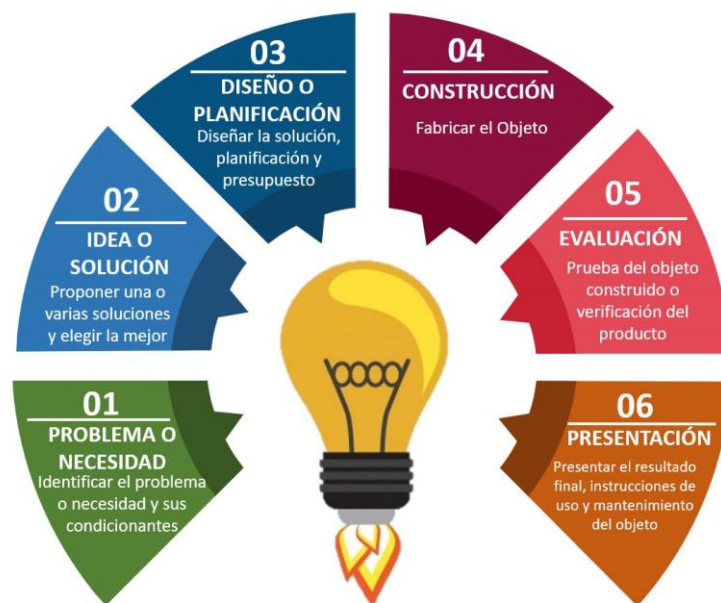 01
PROBLEMA O
NECESIDAD
Identificar el problema
o necesidad y sus
condicionantes
02
IDEA O
SOLUCIÓN
Proponer una o
varias soluciones
y elegir la mejor
03
DISEÑO O
PLANIFICACIÓN
Diseñar la solución,
planificación y
presupuesto
04
CONSTRUCCIÓN
Fabricar el Objeto
05
EVALUACIÓN
Prueba del objeto
construido o
verificación del
producto
06
PRESENTACIÓN
Presentar el resultado
final, instrucciones de
uso y mantenimiento
del objeto